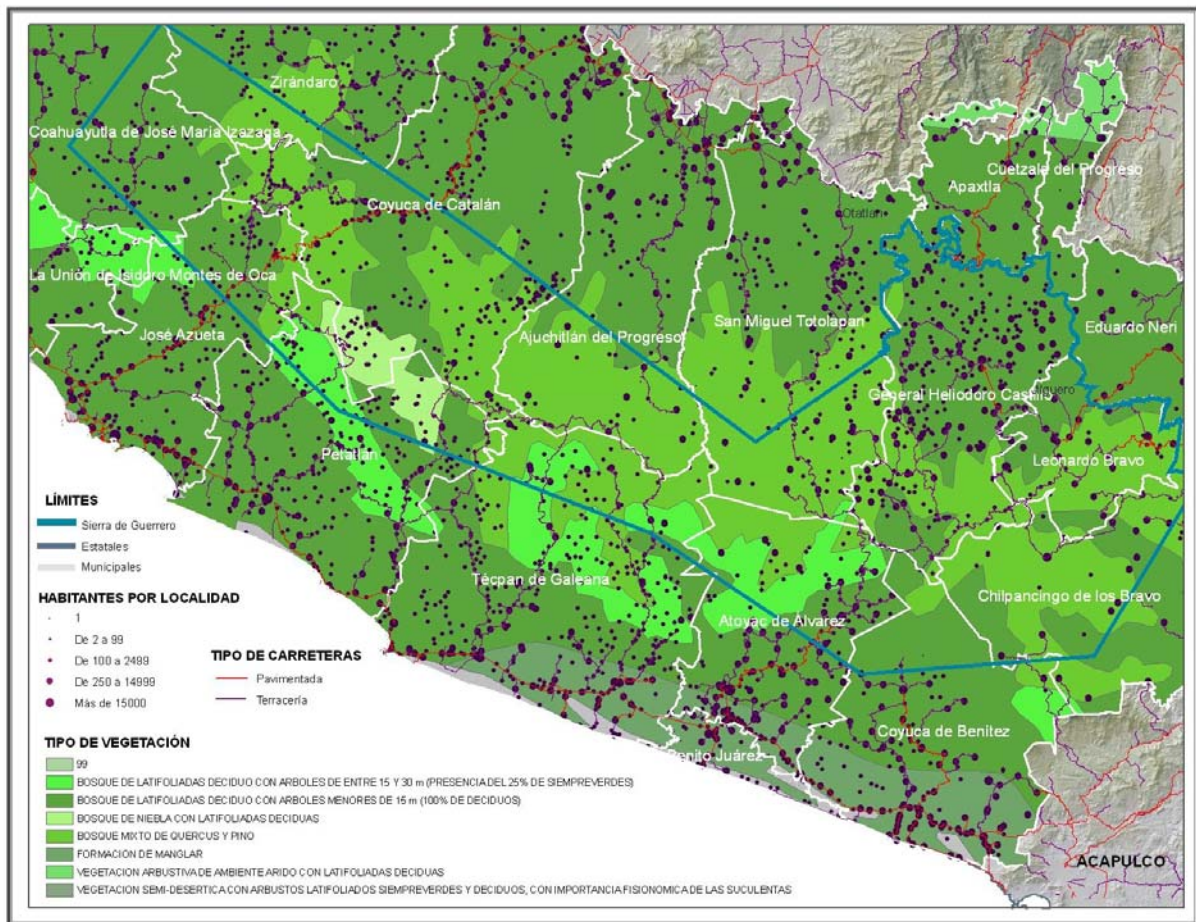 Zirándaro
Coahuayutla de José María Izazaga
Cuetzala del Progreso
Apaxtla
Coyuca de Catalán
Otatlán
La Unión de Isidoro Montes de Oca
José Azueta
Ajuchitlán del Progreso
San Miguel Totolapan
Eduardo Neri
General Heliodoro Castillo
Leonardo Bravo
Petatlán
Técpan de Galeana
Chilpancingo de los Bravo
Atoyac de Alvarez
Coyuca de Benítez
Benito Juárez
ACAPULCO
LÍMITES
Sierra de Guerrero
Estatales
Municipales
HABITANTES POR LOCALIDAD
1
De 2 a 99
De 100 a 2499
De 250 a 14999
Más de 15000
TIPO DE CARRETERAS
Pavimentada
Terracería
TIPO DE VEGETACIÓN
99
BOSQUE DE LATIFOLIADAS DECIDUO CON ARBOLES DE ENTRE 15 Y 30 m (PRESENCIA DEL 25% DE SIEMPREVERDES)
BOSQUE DE LATIFOLIADAS DECIDUO CON ARBOLES MENORES DE 15 m (100% DE DECIDUOS)
BOSQUE DE NIEBLA CON LATIFOLIADAS DECIDUAS
BOSQUE MIXTO DE QUERCUS Y PINO
FORMACION DE MANGLAR
VEGETACION ARBUSTIVA DE AMBIENTE ARIDO CON LATIFOLIADAS DECIDUAS
VEGETACION SEMI-DESERTICA CON ARBUSTOS LATIFOLIADOS SIEMPREVERDES Y DECIDUOS, CON IMPORTANCIA FISIONOMICA DE LAS SUCULENTAS